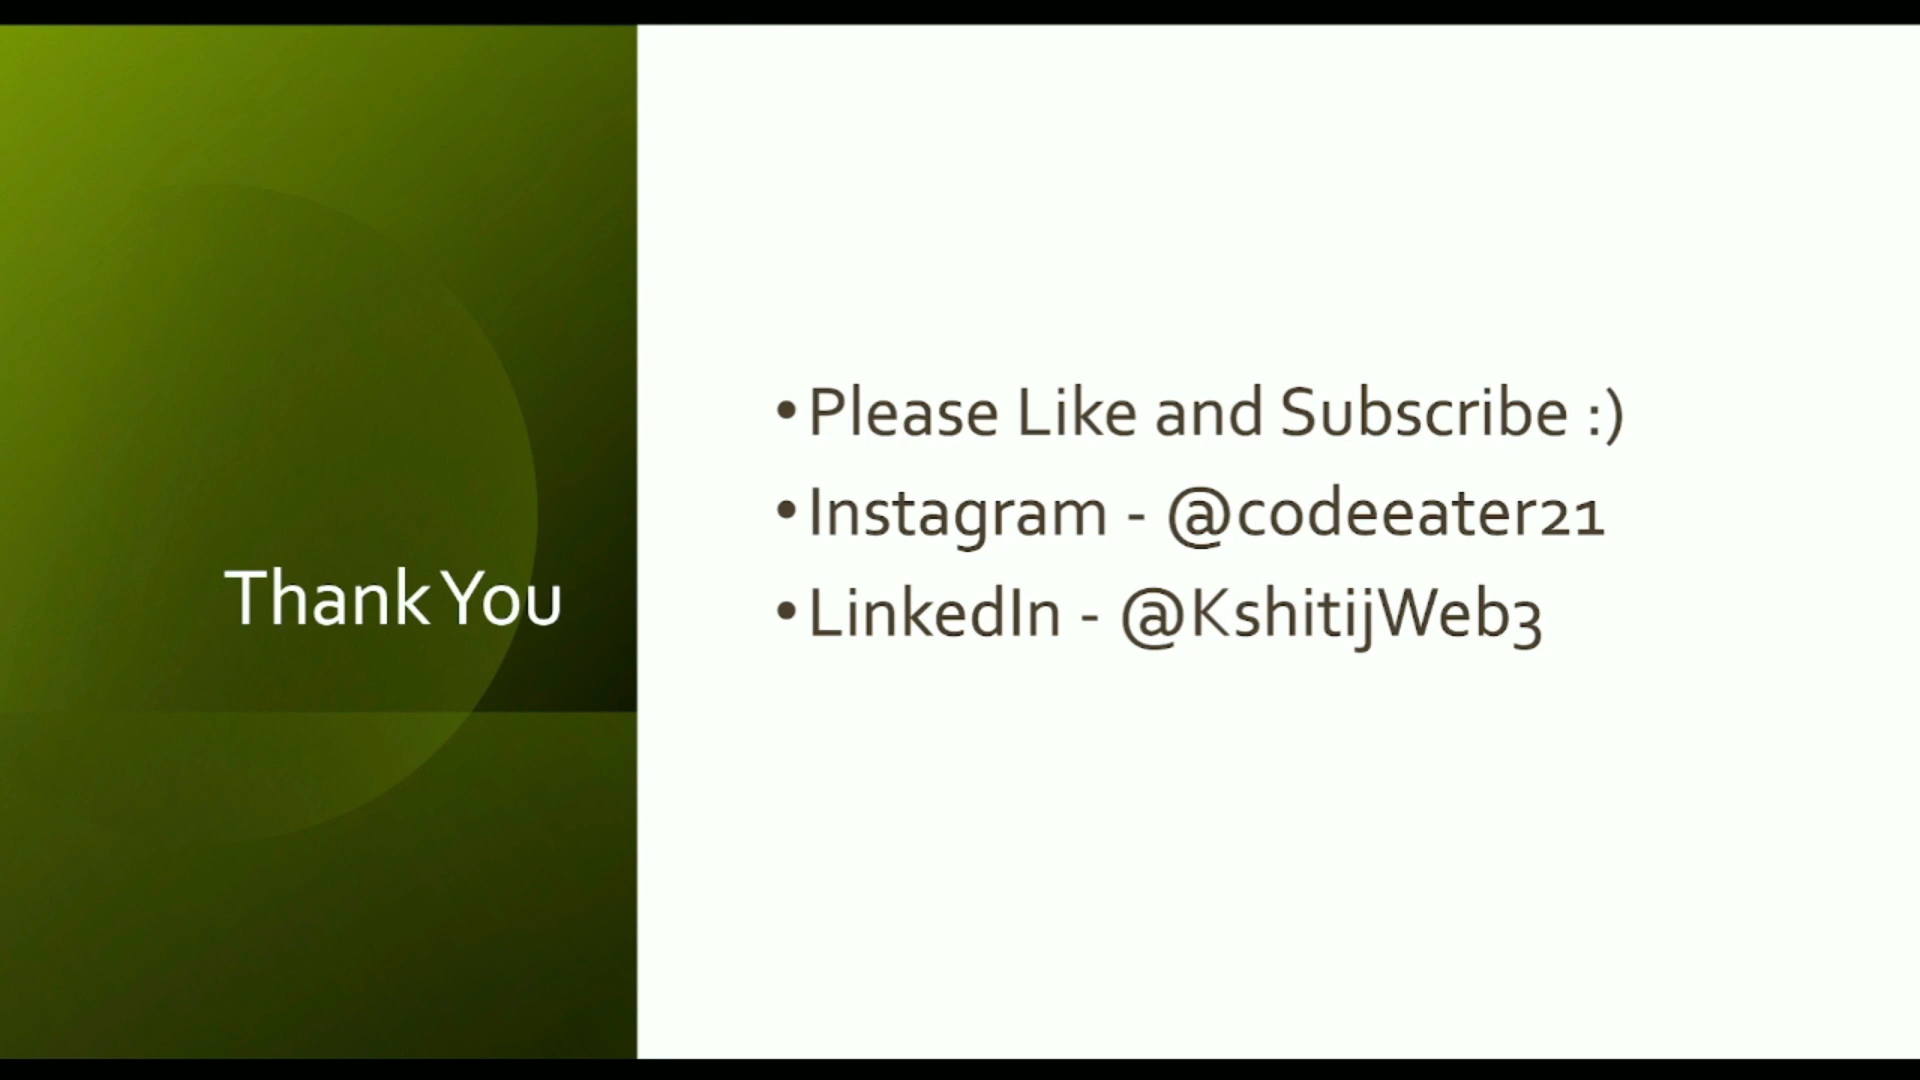 Thank You
• Please Like and Subscribe :)
• Instagram - @codeeater21
• LinkedIn - @KshitijWeb3